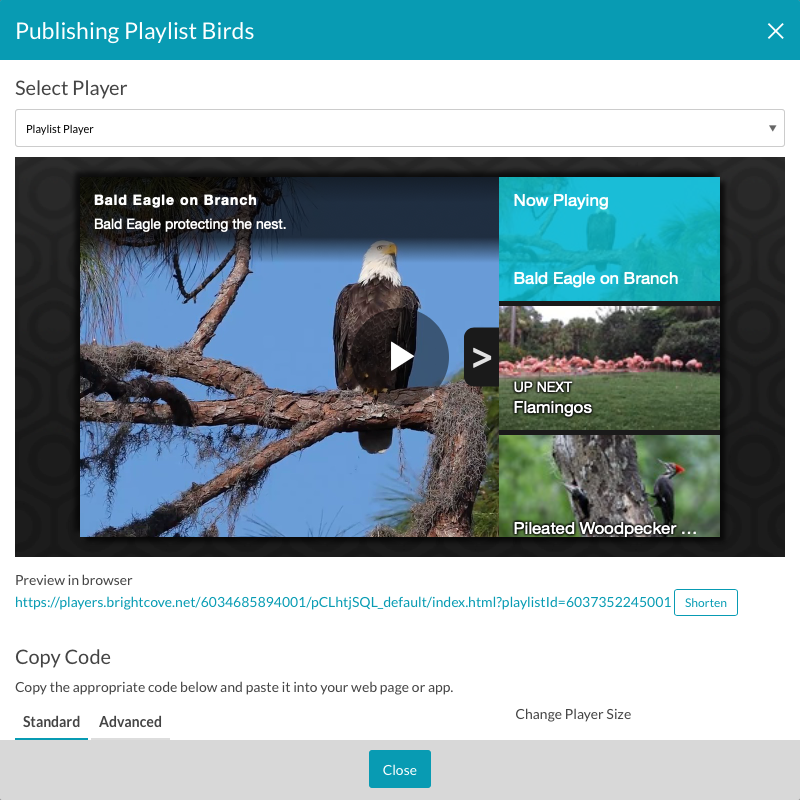 Publishing Playlist Birds
Select Player
Playlist Player
Bald Eagle on Branch
Bald Eagle protecting the nest.
Now Playing
Bald Eagle on Branch
UP NEXT
Flamingos
Pileated Woodpecker ...
Preview in browser
https://players.brightcove.net/6034685894001/pCLhtjSQL_default/index.html?playlistId=6037352245001 Shorten
Copy Code
Copy the appropriate code below and paste it into your web page or app.
Standard Advanced
Change Player Size
Close